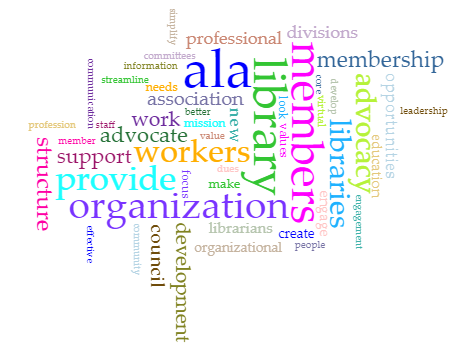 simplify
professional
divisions
committees
ala
members
membership
communication
information
library
core
virtual
develop
advocacy
opportunities
streamline
needs
association
look
values
leadership
profession
staff
work
better
new
mission
libraries
education
advocate
value
member
structure
support
workers
provide
focus
dues
make
organization
engage
engagement
effective
community
council
development
librarians
organizational
create
people